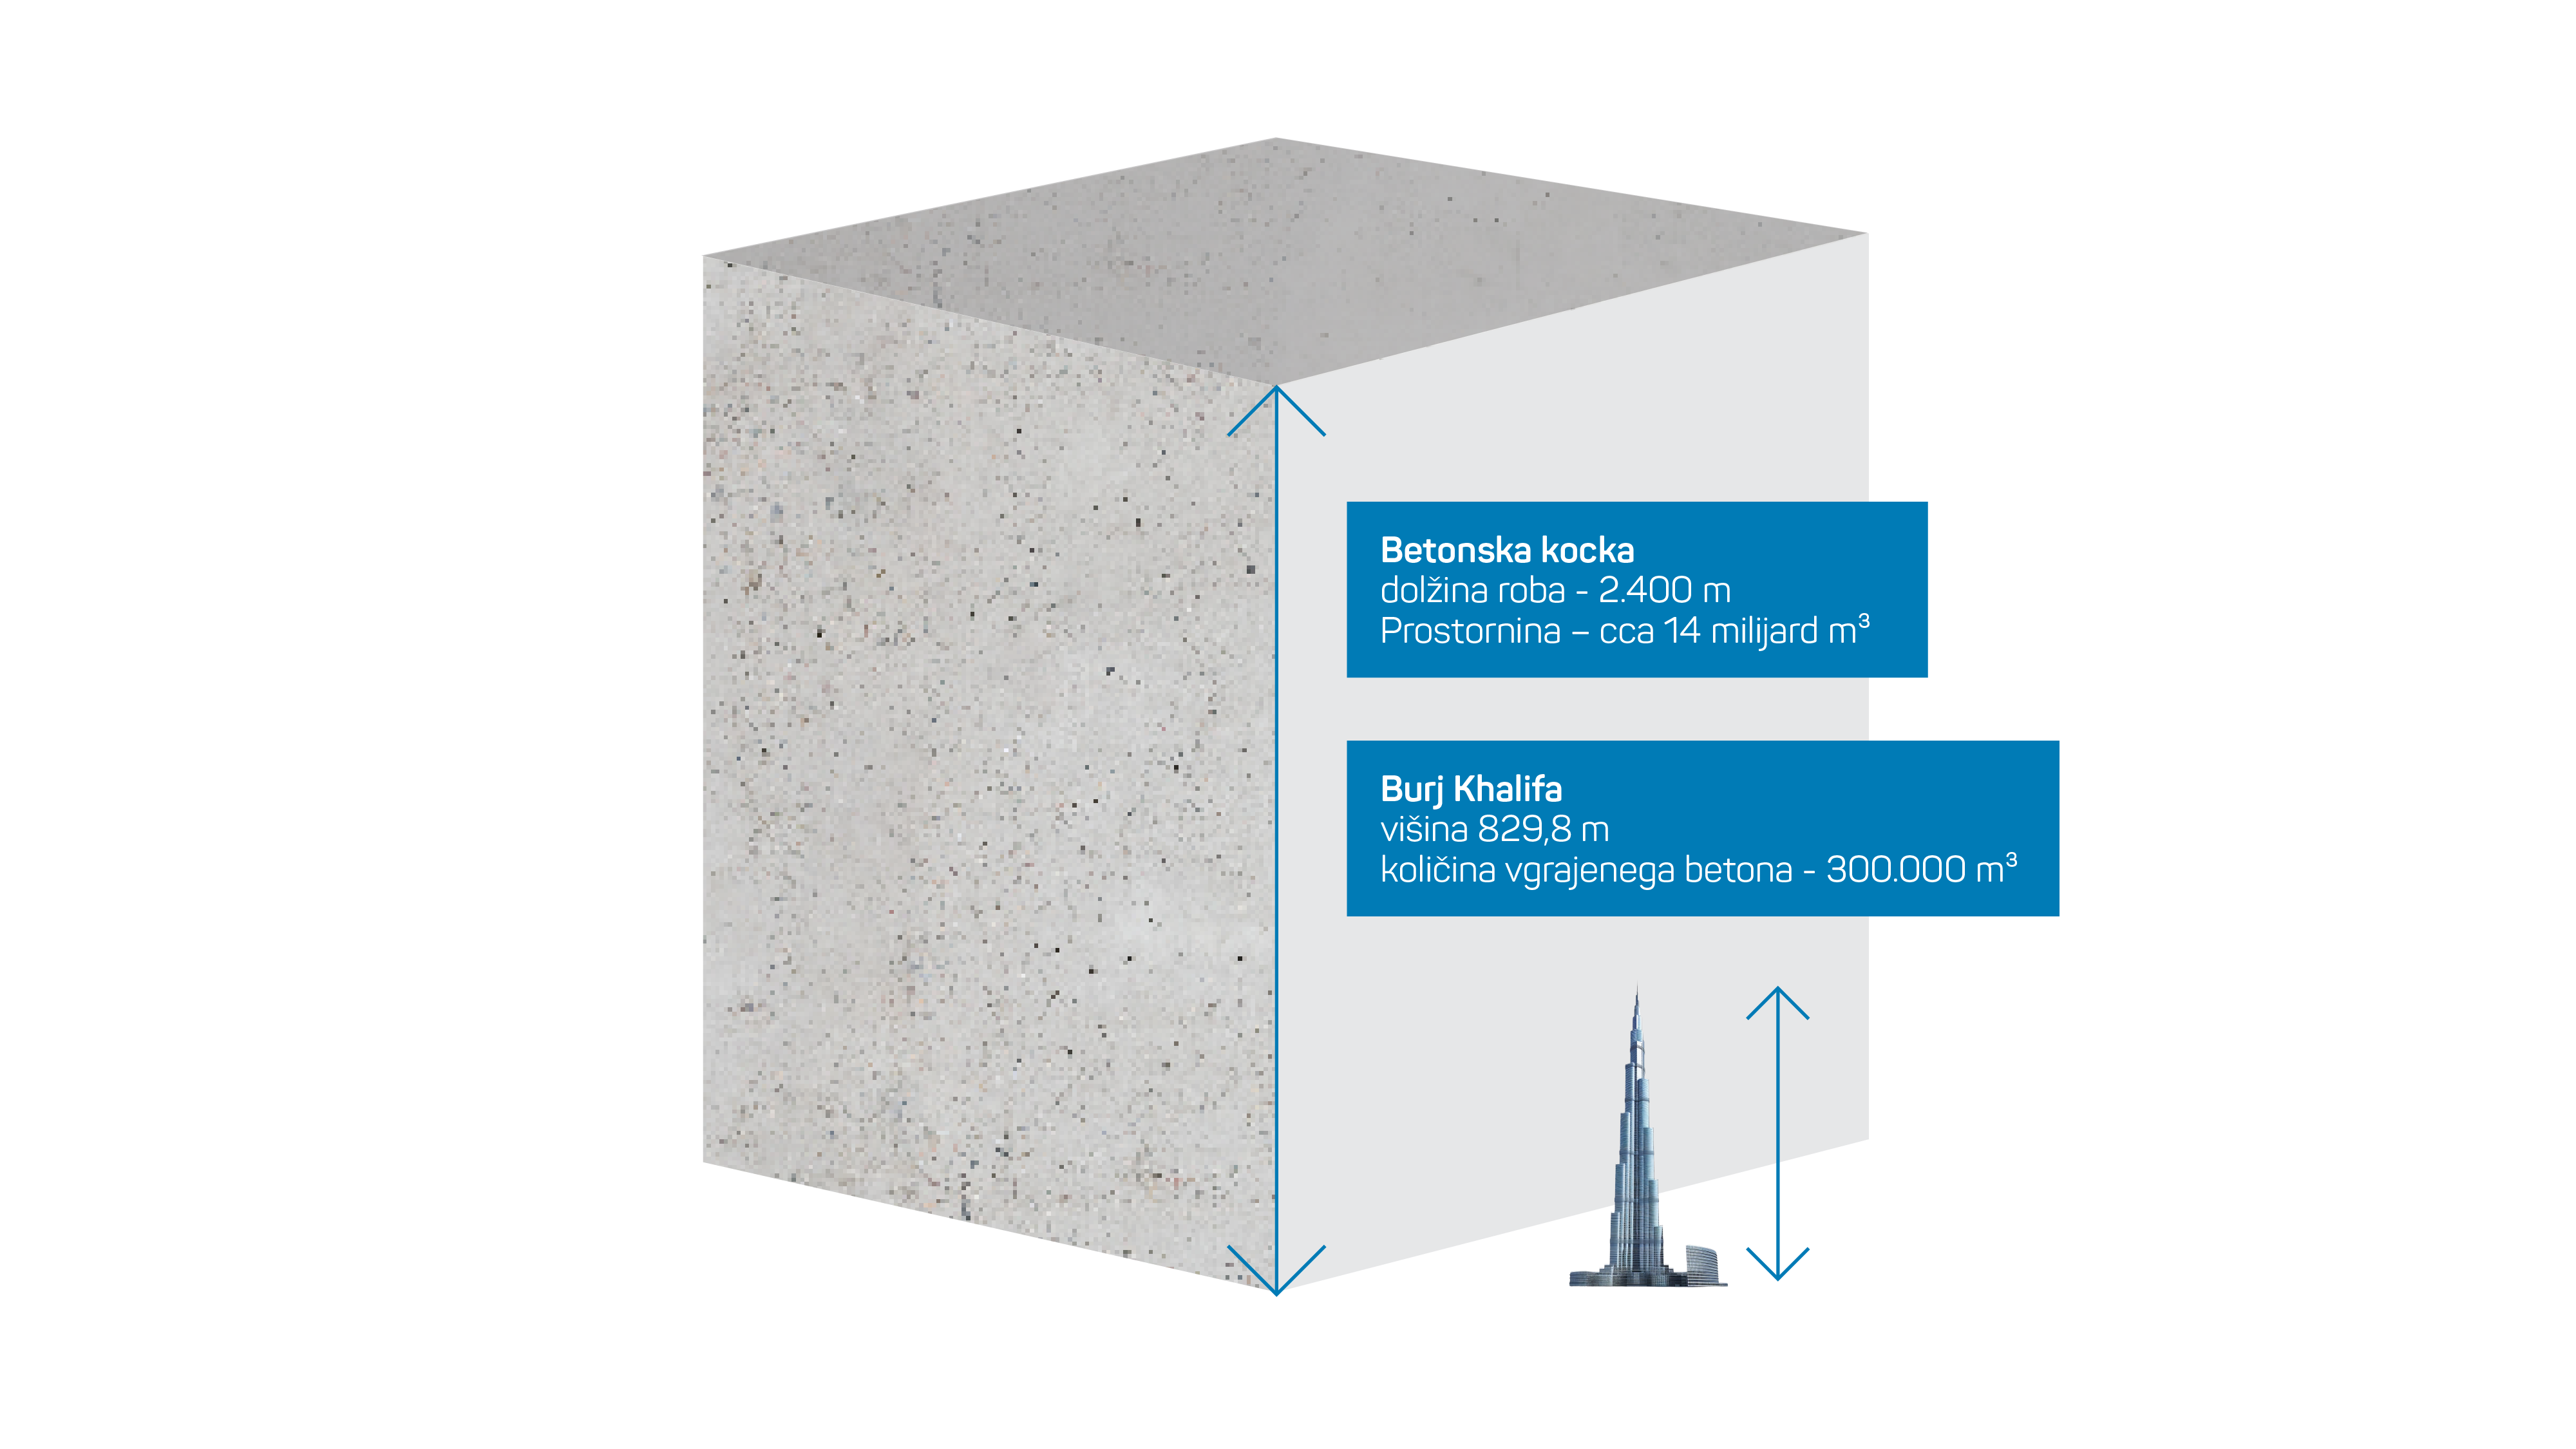 Betonska kocka
dolžina roba - 2.400 m
Prostornina – cca 14 milijard m³
Burj Khalifa
višina 829,8 m
količina vgrajenega betona - 300.000 m³